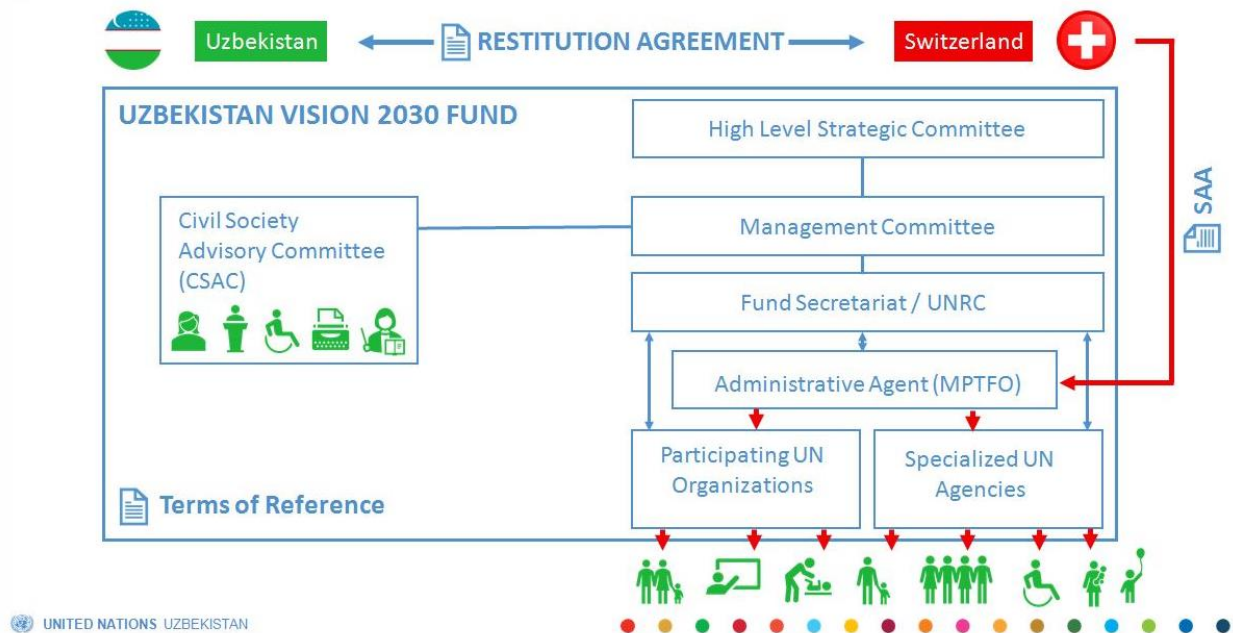 Uzbekistan
RESTITUTION AGREEMENT
Switzerland
UZBEKISTAN VISION 2030 FUND
High Level Strategic Committee
SAA
Civil Society
Advisory Committee
(CSAC)
Management Committee
Fund Secretariat / UNRC
Administrative Agent (MPTFO)
Participating UN
Organizations
Specialized UN
Agencies
Terms of Reference
UNITED NATIONS UZBEKISTAN